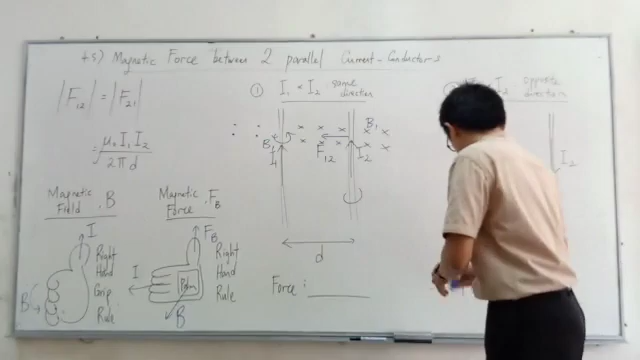 +5) Magnetic Force between 2 parallel Current-Conductors
|F₁₂| = |F₂₁|
= μ₀ I₁ I₂
2π d
Magnetic Field, B
I
Right
Hand
Grip
Rule
B
Magnetic Force, F_B
F_B
I
Palm
B
Right
Hand
Rule
① I₁ & I₂ same
direction
B₁
B₂
I₁
F₁₂
I₂
d
Force: ________
I₂ opposite
direction
I₂